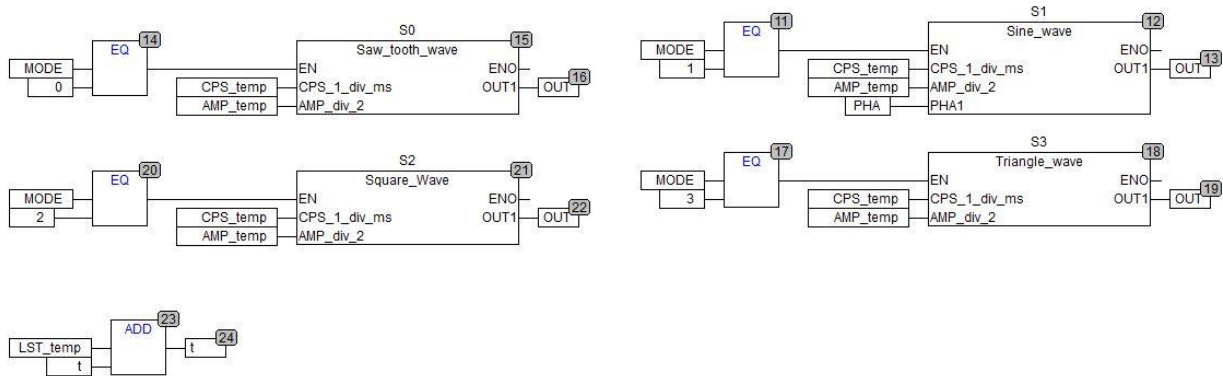 S0
EQ 14
Saw_tooth_wave 15
MODE
EN ENO
0
CPS_temp CPS_1_div_ms OUT1 OUT 16
AMP_temp AMP_div_2
S1
EQ 11
Sine_wave 12
MODE
EN ENO
1
CPS_temp CPS_1_div_ms OUT1 OUT 13
AMP_temp AMP_div_2
PHA PHA1
S2
EQ 20
Square_Wave 21
MODE
EN ENO
2
CPS_temp CPS_1_div_ms OUT1 OUT 22
AMP_temp AMP_div_2
S3
EQ 17
Triangle_wave 18
MODE
EN ENO
3
CPS_temp CPS_1_div_ms OUT1 OUT 19
AMP_temp AMP_div_2
ADD 23
LST_temp t 24
t